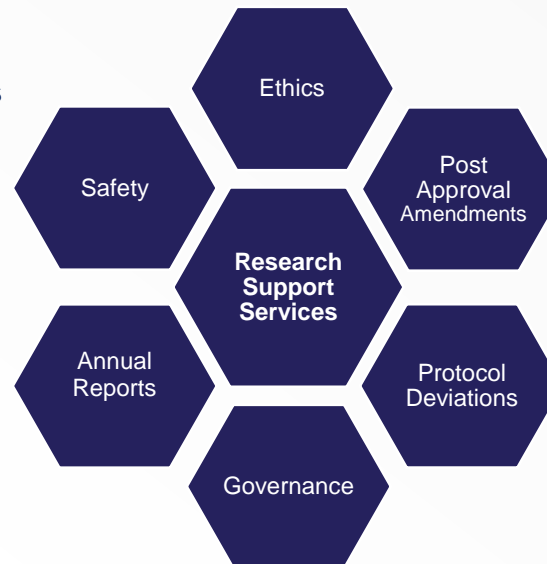 Ethics
Safety
Post
Approval
Amendments
Research
Support
Services
Annual
Reports
Protocol
Deviations
Governance